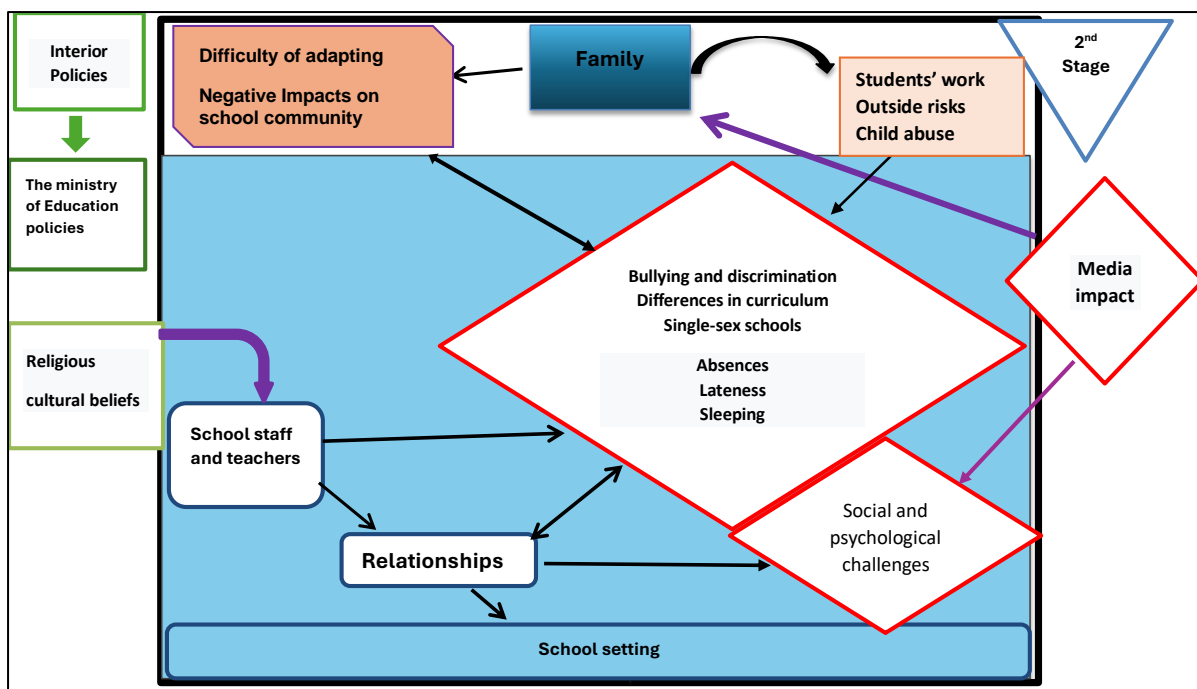 Interior
Policies
The ministry
of Education
policies
Religious
cultural beliefs
Difficulty of adapting
Negative Impacts on
school community
Family
Students’ work
Outside risks
Child abuse
2nd
Stage
Media
impact
Bullying and discrimination
Differences in curriculum
Single-sex schools
Absences
Lateness
Sleeping
School staff
and teachers
Relationships
Social and
psychological
challenges
School setting